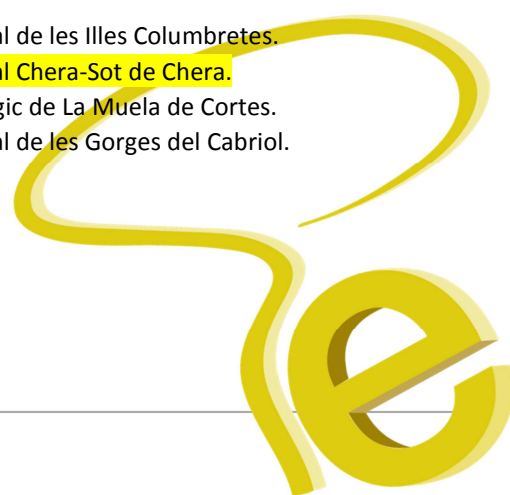 al de les Illes Columbretes.
al Chera-Sot de Chera.
gic de La Muela de Cortes.
al de les Gorges del Cabriol.
e